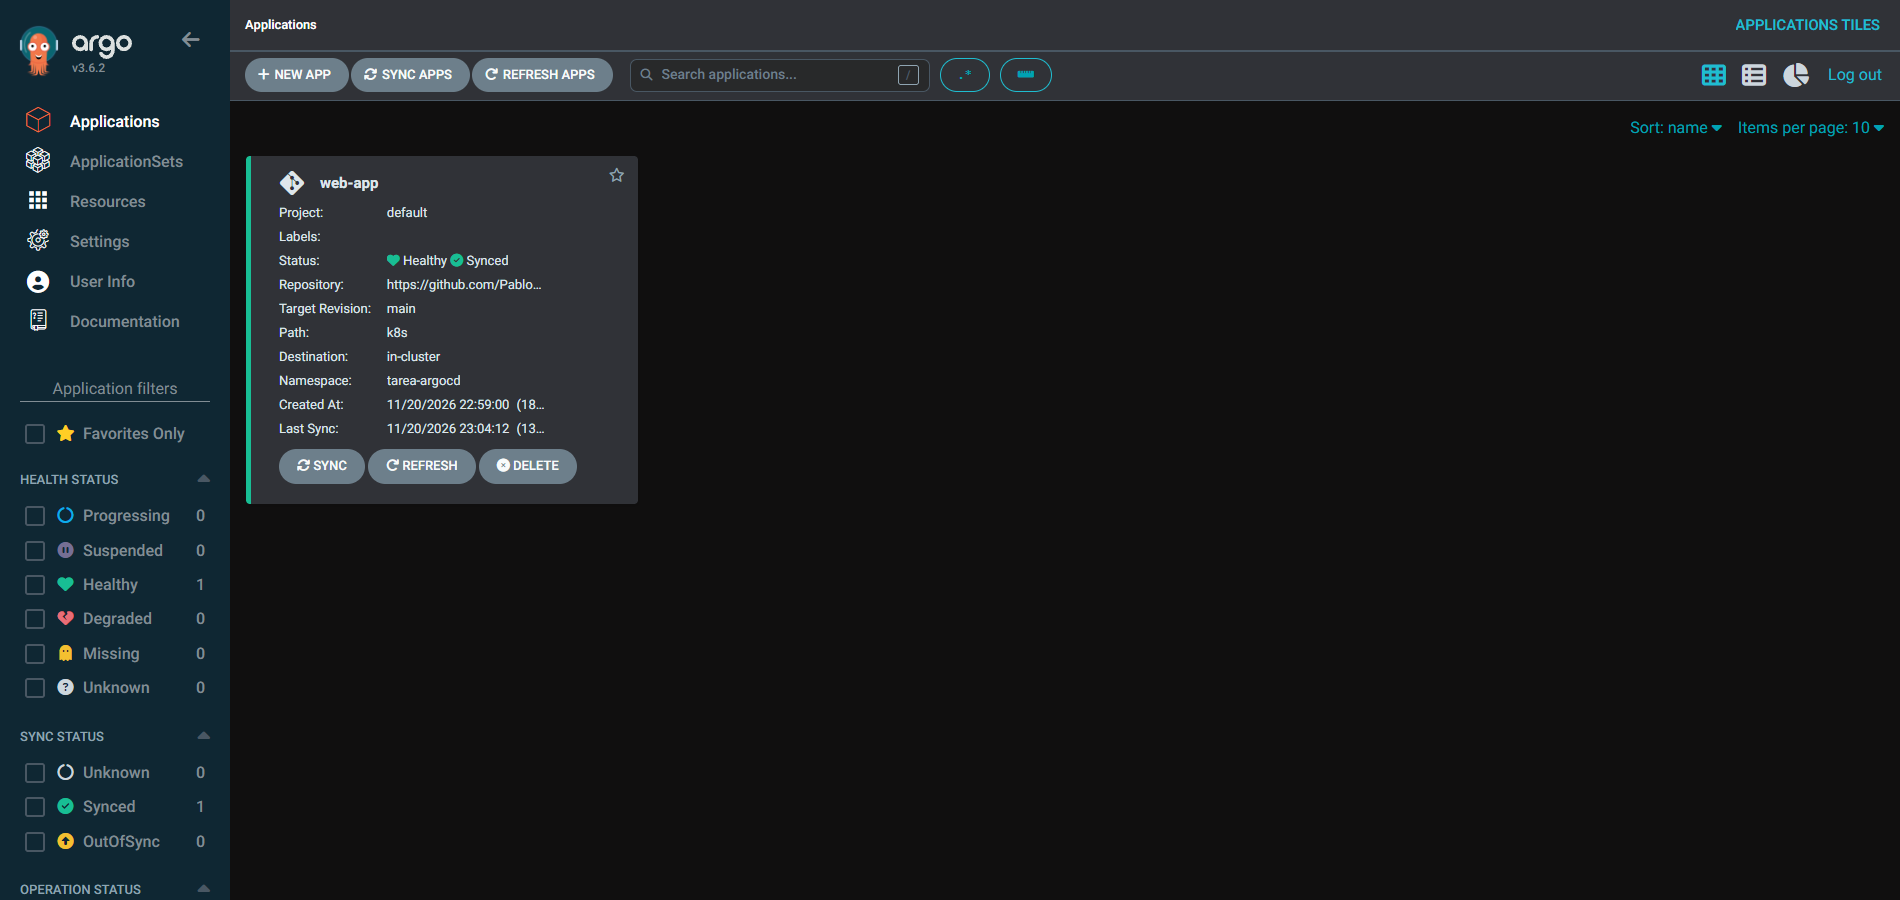 argo
v3.6.2
Applications
ApplicationSets
Resources
Settings
User Info
Documentation
Application filters
Favorites Only
HEALTH STATUS
Progressing 0
Suspended 0
Healthy 1
Degraded 0
Missing 0
Unknown 0
SYNC STATUS
Unknown 0
Synced 1
OutOfSync 0
OPERATION STATUS
Applications
APPLICATIONS TILES
NEW APP SYNC APPS REFRESH APPS Search applications... / .* Log out
Sort: name Items per page: 10
web-app
Project: default
Labels:
Status: Healthy Synced
Repository: https://github.com/Pablo...
Target Revision: main
Path: k8s
Destination: in-cluster
Namespace: tarea-argocd
Created At: 11/20/2026 22:59:00 (18...
Last Sync: 11/20/2026 23:04:12 (13...
SYNC REFRESH DELETE